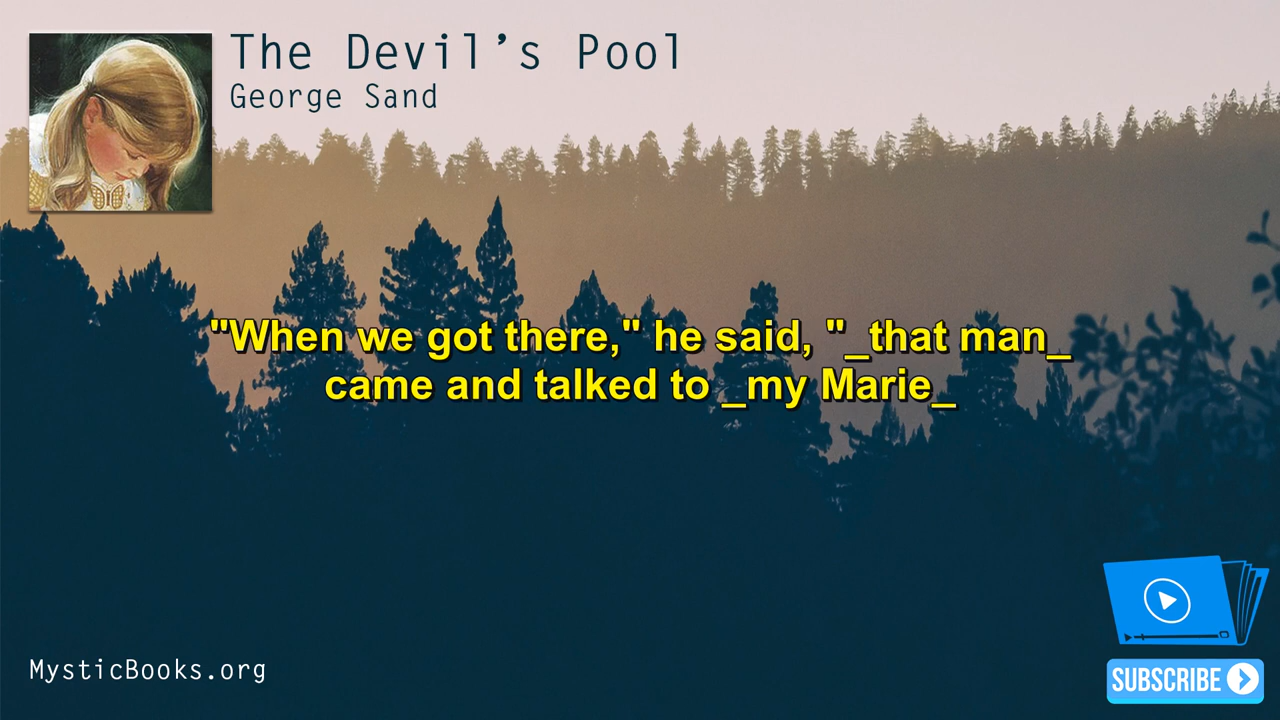 The Devil's Pool
George Sand
"When we got there," he said, "_that man_
came and talked to _my Marie_
MysticBooks.org
SUBSCRIBE